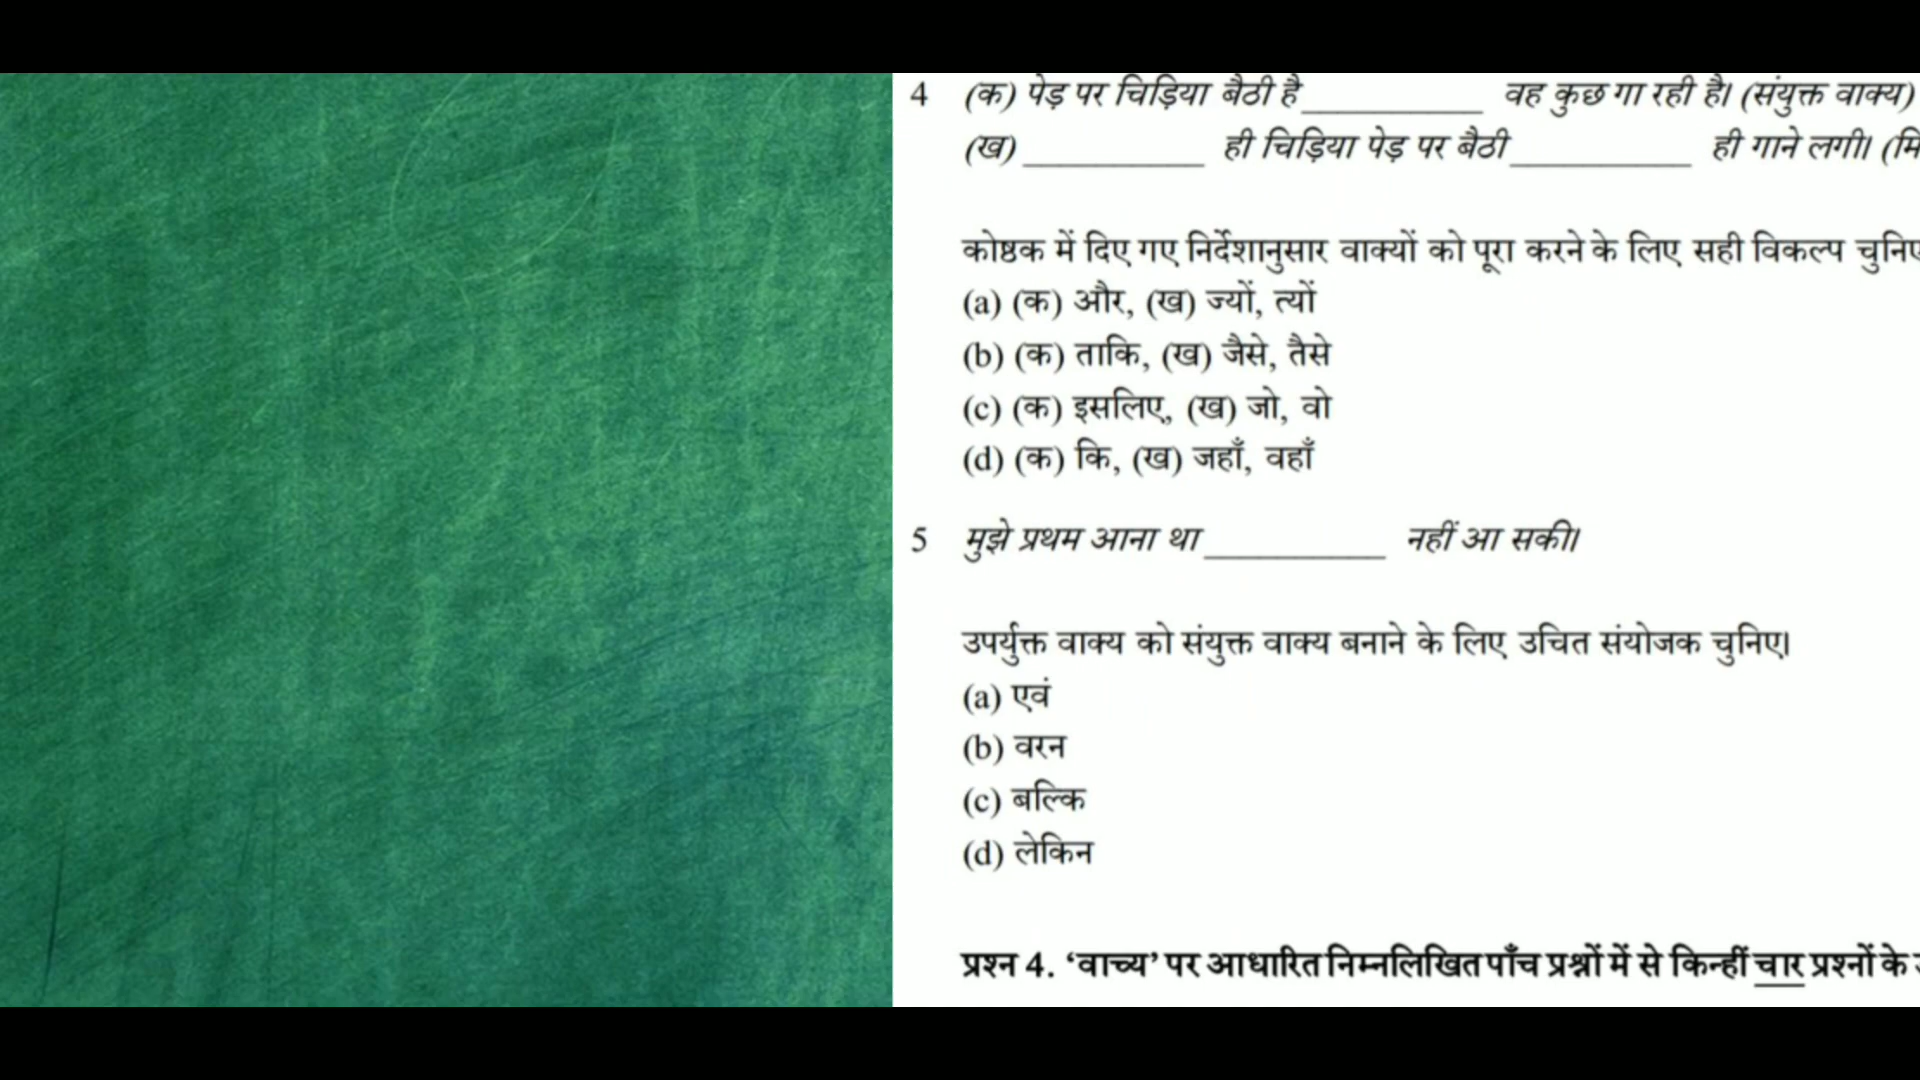 4 (क) पेड़ पर चिड़िया बैठी है__________ वह कुछ गा रही है। (संयुक्त वाक्य)
(ख)__________ ही चिड़िया पेड़ पर बैठी__________ ही गाने लगी।
कोष्ठक में दिए गए निर्देशानुसार वाक्यों को पूरा करने के लिए सही विकल्प चुनिए
(a) (क) और, (ख) ज्यों, त्यों
(b) (क) ताकि, (ख) जैसे, तैसे
(c) (क) इसलिए, (ख) जो, वो
(d) (क) कि, (ख) जहाँ, वहाँ
5 मुझे प्रथम आना था__________ नहीं आ सकी।
उपर्युक्त वाक्य को संयुक्त वाक्य बनाने के लिए उचित संयोजक चुनिए।
(a) एवं
(b) वरन
(c) बल्कि
(d) लेकिन
प्रश्न 4. ‘वाच्य’ पर आधारित निम्नलिखित पाँच प्रश्नों में से किन्हीं चार प्रश्नों के